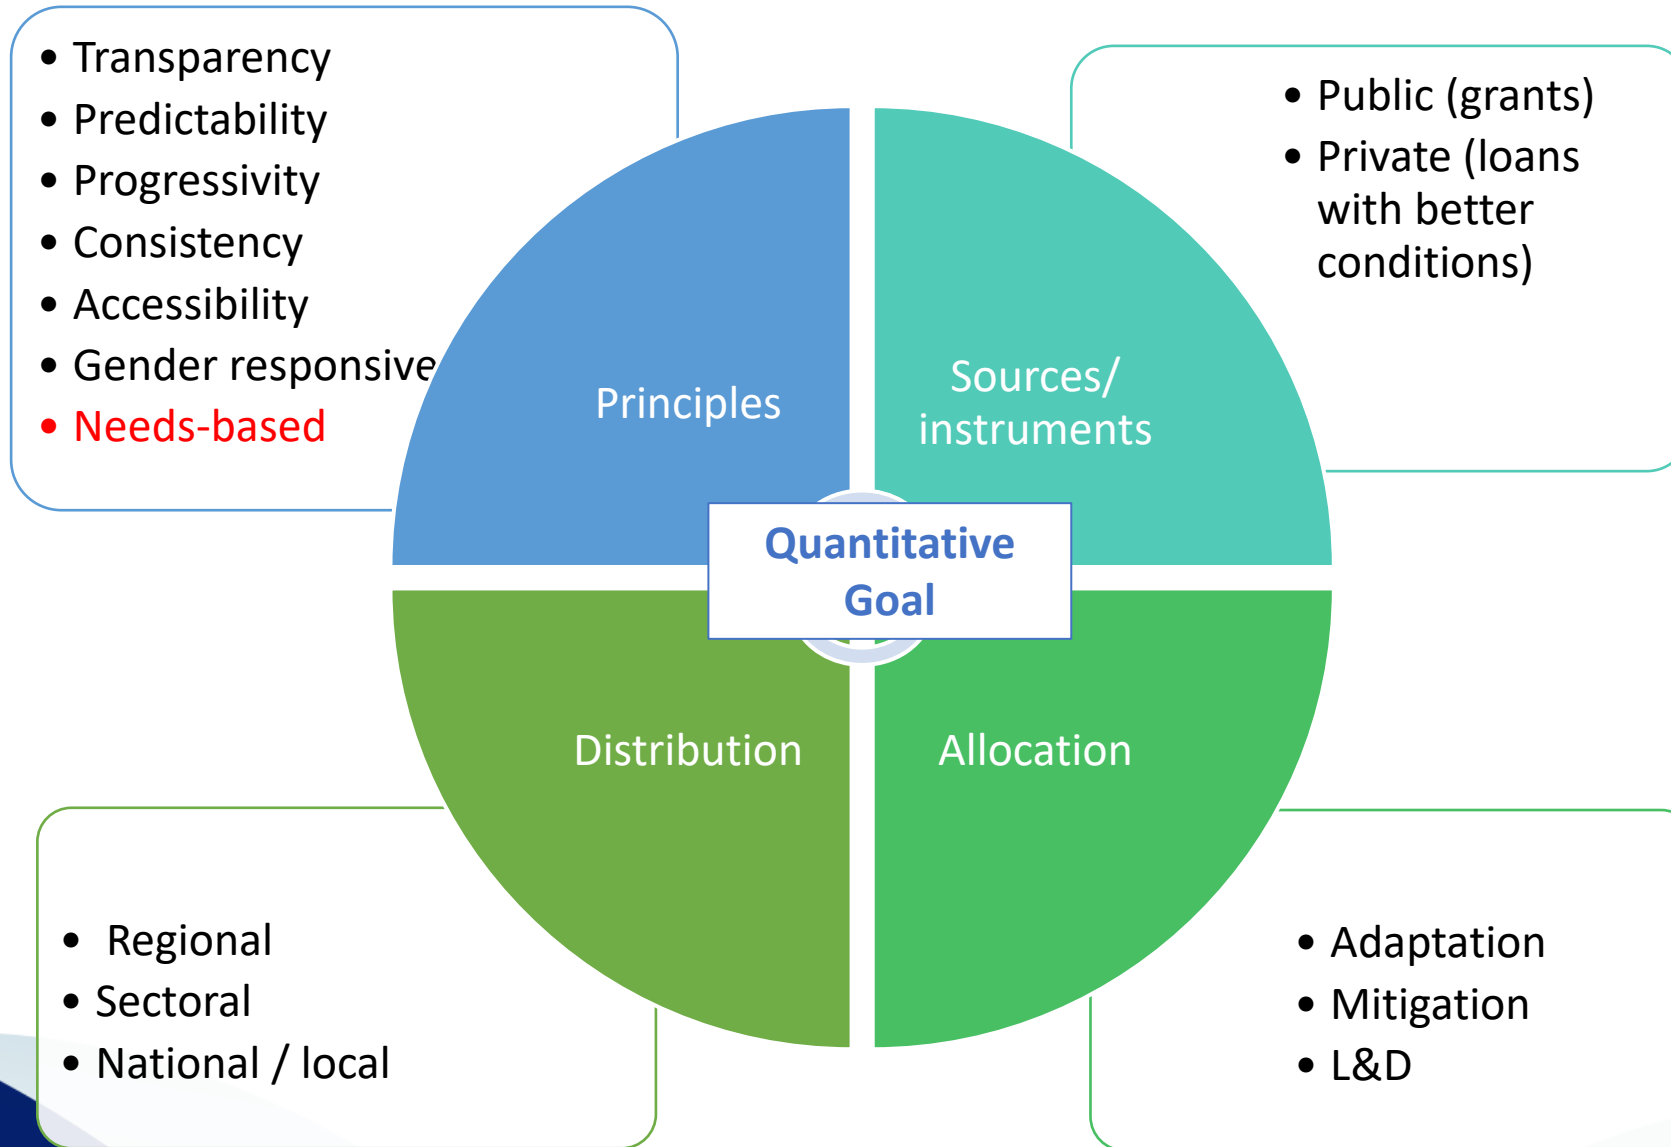 • Transparency
• Predictability
• Progressivity
• Consistency
• Accessibility
• Gender responsive
• Needs-based
Principles
• Public (grants)
• Private (loans
with better
conditions)
Sources/
instruments
Quantitative
Goal
Distribution
• Regional
• Sectoral
• National / local
Allocation
• Adaptation
• Mitigation
• L&D